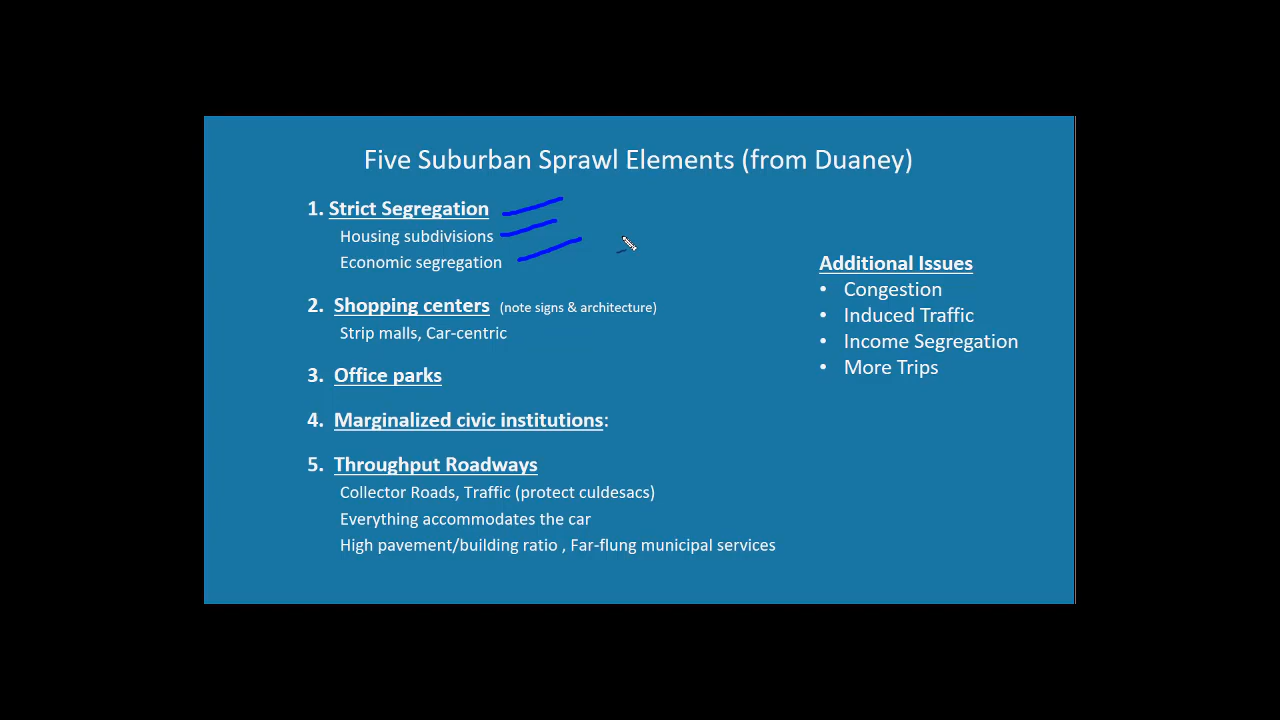 Five Suburban Sprawl Elements (from Duaney)
1. Strict Segregation
Housing subdivisions
Economic segregation
2. Shopping centers (note signs & architecture)
Strip malls, Car-centric
3. Office parks
4. Marginalized civic institutions:
5. Throughput Roadways
Collector Roads, Traffic (protect culdesacs)
Everything accommodates the car
High pavement/building ratio , Far-flung municipal services
Additional Issues
• Congestion
• Induced Traffic
• Income Segregation
• More Trips